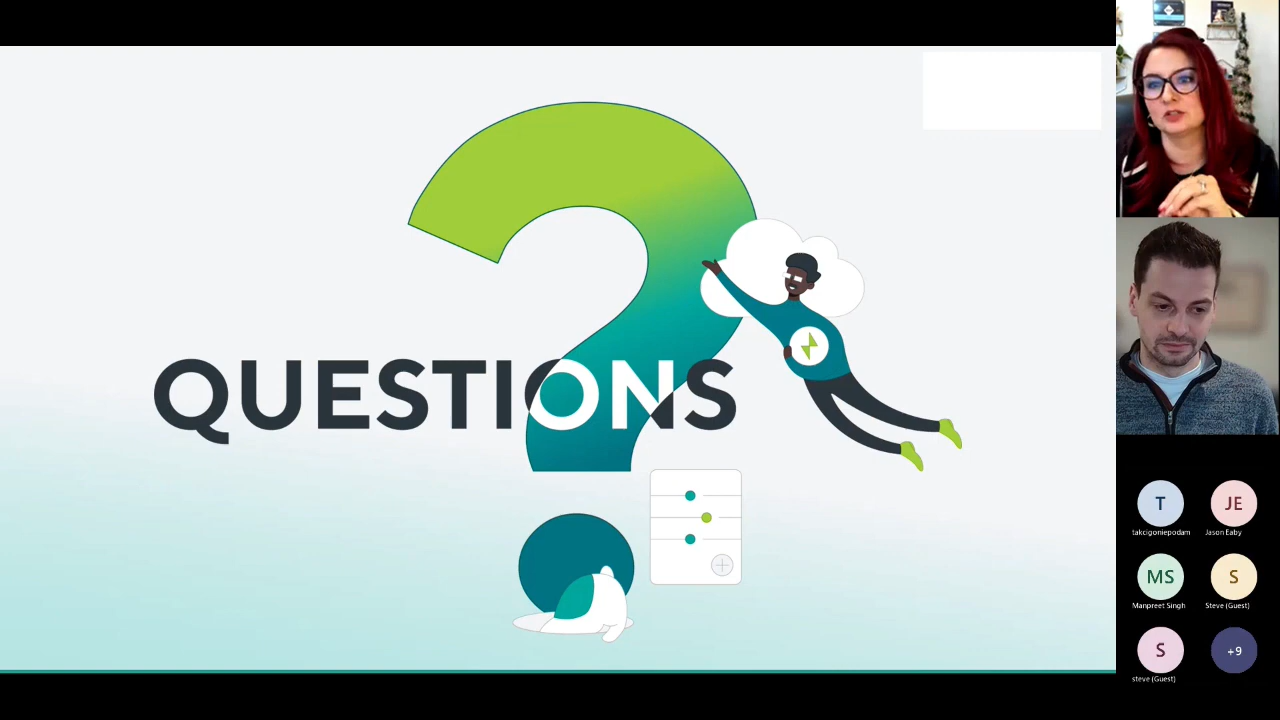 QUESTIONS
T
takcigoniepodam
JE
Jason Eaby
MS
Manpreet Singh
S
Steve (Guest)
S
steve (Guest)
+9